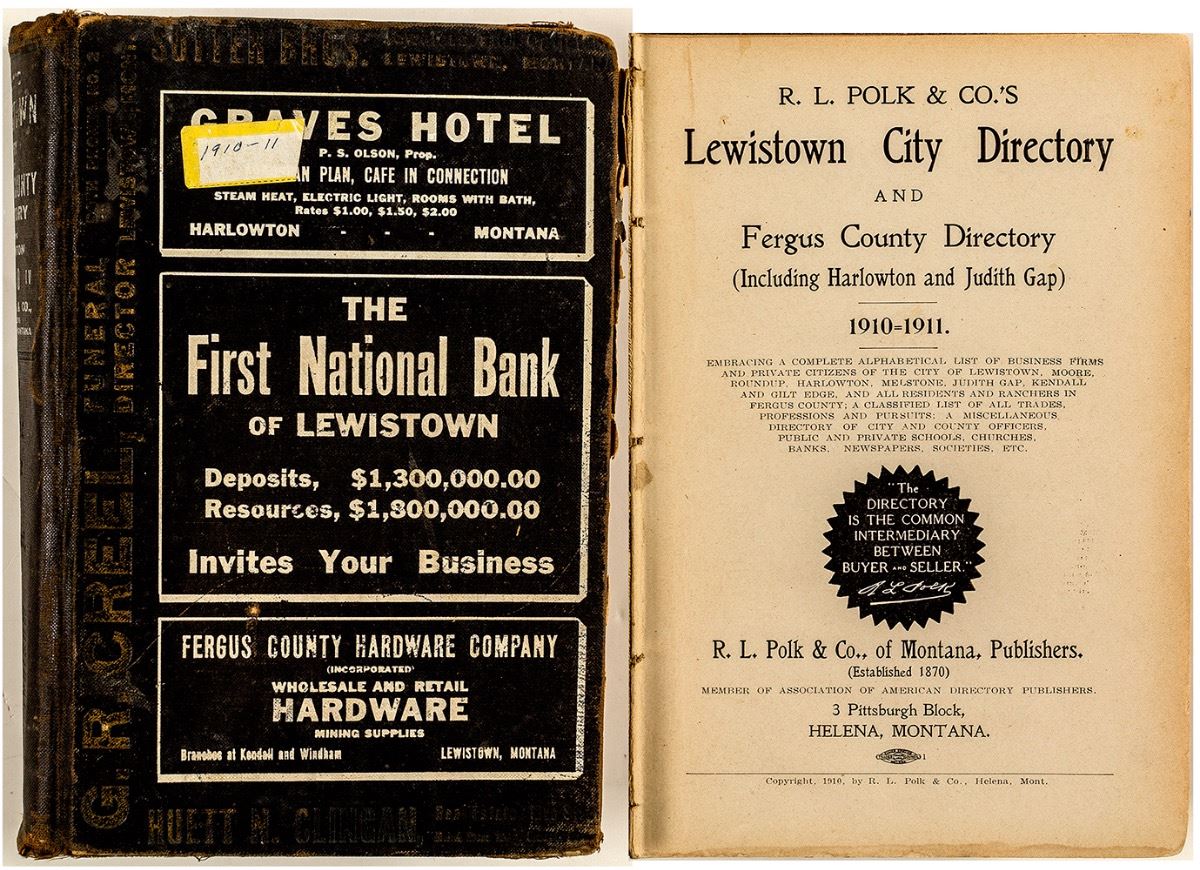 SUTTER BROS.
LEWISTOWN,
GRAVES HOTEL
1910-11
P. S. OLSON, Prop.
PLAN, CAFE IN CONNECTION
STEAM HEAT, ELECTRIC LIGHT, ROOMS WITH BATH,
Rates $1.00, $1.50, $2.00
HARLOWTON - - - MONTANA
THE
First National Bank
OF LEWISTOWN
Deposits, $1,300,000.00
Resources, $1,800,000.00
Invites Your Business
FERGUS COUNTY HARDWARE COMPANY
(INCORPORATED)
WHOLESALE AND RETAIL
HARDWARE
MINING SUPPLIES
Branches at Kendall and Windham LEWISTOWN, MONTANA
HUETT N. CLINGAN
G. R. CREEL, FUNERAL
DIRECTOR
R. L. POLK & CO.'S
Lewistown City Directory
AND
Fergus County Directory
(Including Harlowton and Judith Gap)
1910=1911.
EMBRACING A COMPLETE ALPHABETICAL LIST OF BUSINESS FIRMS
AND PRIVATE CITIZENS OF THE CITY OF LEWISTOWN, MOORE,
ROUNDUP, HARLOWTON, MELSTONE, JUDITH GAP, KENDALL
AND GILT EDGE, AND ALL RESIDENTS AND RANCHERS IN
FERGUS COUNTY; A CLASSIFIED LIST OF ALL TRADES,
PROFESSIONS AND PURSUITS; A MISCELLANEOUS
DIRECTORY OF CITY AND COUNTY OFFICERS,
PUBLIC AND PRIVATE SCHOOLS, CHURCHES,
BANKS, NEWSPAPERS, SOCIETIES, ETC.
"The
DIRECTORY
IS THE COMMON
INTERMEDIARY
BETWEEN
BUYER AND SELLER."
R L Polk
R. L. Polk & Co., of Montana, Publishers.
(Established 1870)
MEMBER OF ASSOCIATION OF AMERICAN DIRECTORY PUBLISHERS.
3 Pittsburgh Block,
HELENA, MONTANA.
1
Copyright, 1910, by R. L. Polk & Co., Helena, Mont.